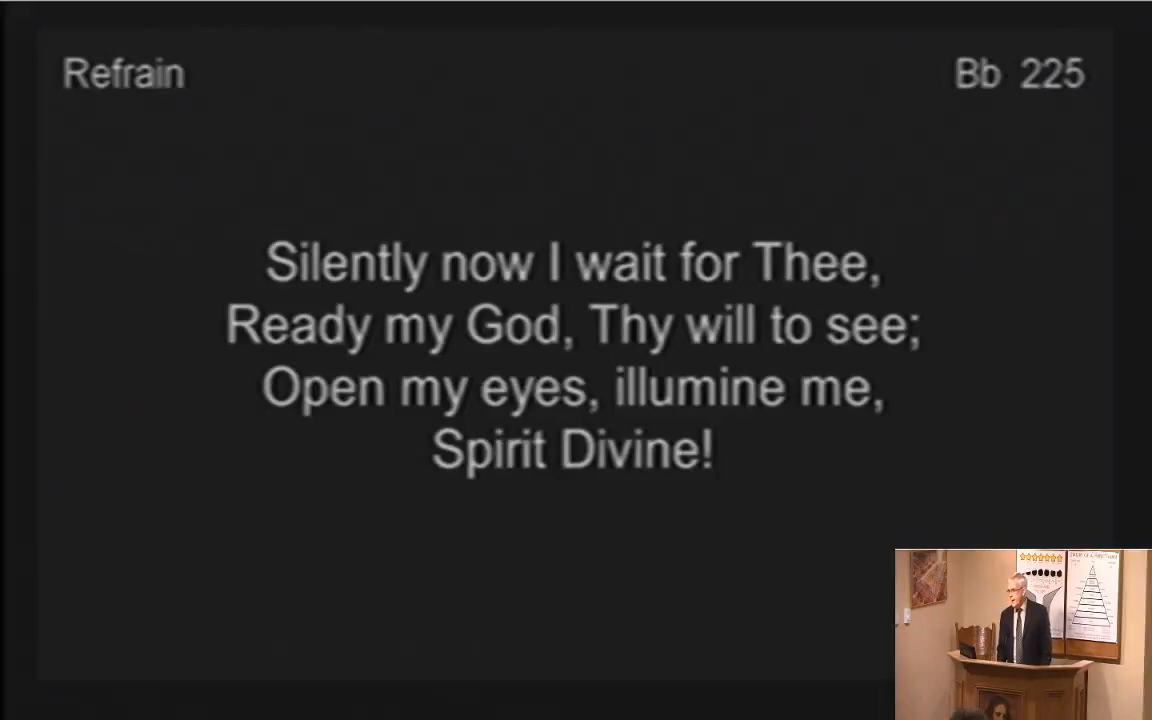 Refrain
Bb 225
Silently now I wait for Thee,
Ready my God, Thy will to see;
Open my eyes, illumine me,
Spirit Divine!